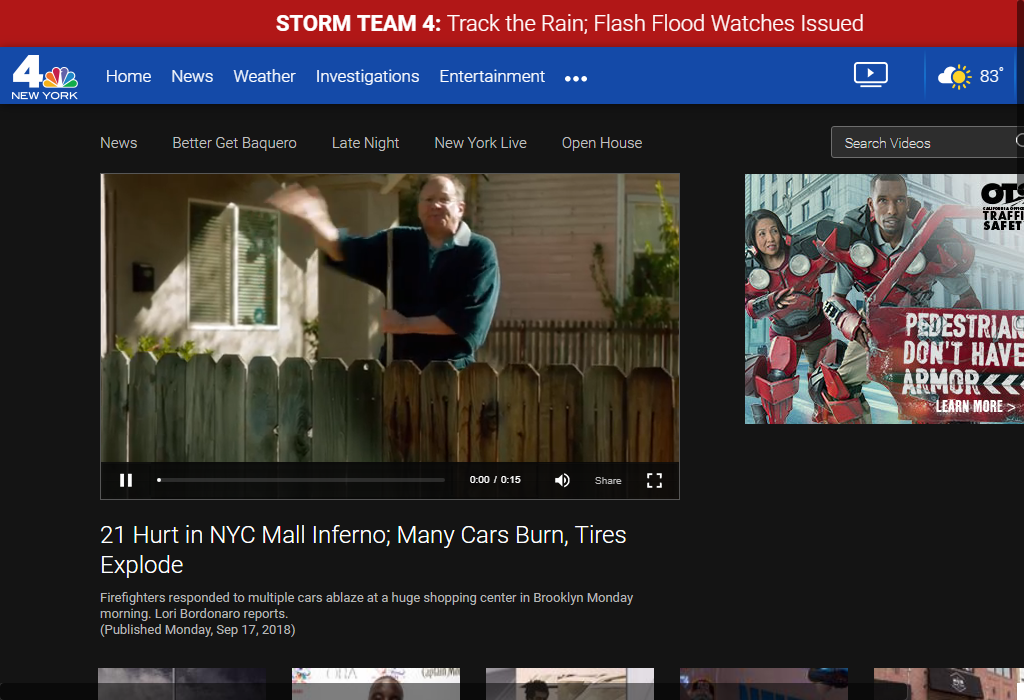 STORM TEAM 4: Track the Rain; Flash Flood Watches Issued
4
NEW YORK
Home News Weather Investigations Entertainment •••
83°
News Better Get Baquero Late Night New York Live Open House
Search Videos
OTS
TRAFFI
SAFET
PEDESTRIAN
DON'T HAVE
ARMOR
LEARN MORE >
0:00 / 0:15
Share
21 Hurt in NYC Mall Inferno; Many Cars Burn, Tires
Explode
Firefighters responded to multiple cars ablaze at a huge shopping center in Brooklyn Monday
morning. Lori Bordonaro reports.
(Published Monday, Sep 17, 2018)